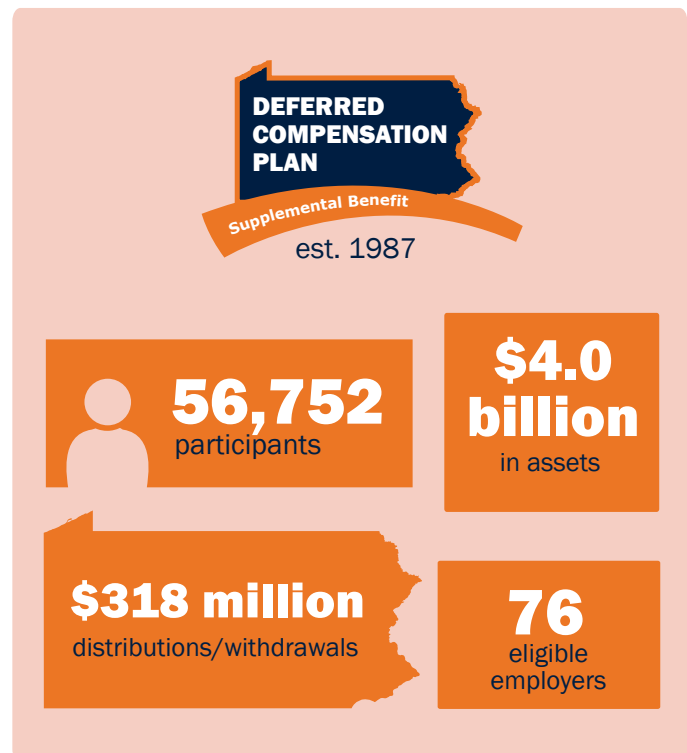 DEFERRED
COMPENSATION
PLAN
Supplemental Benefit
est. 1987
56,752
participants
$4.0
billion
in assets
$318 million
distributions/withdrawals
76
eligible
employers